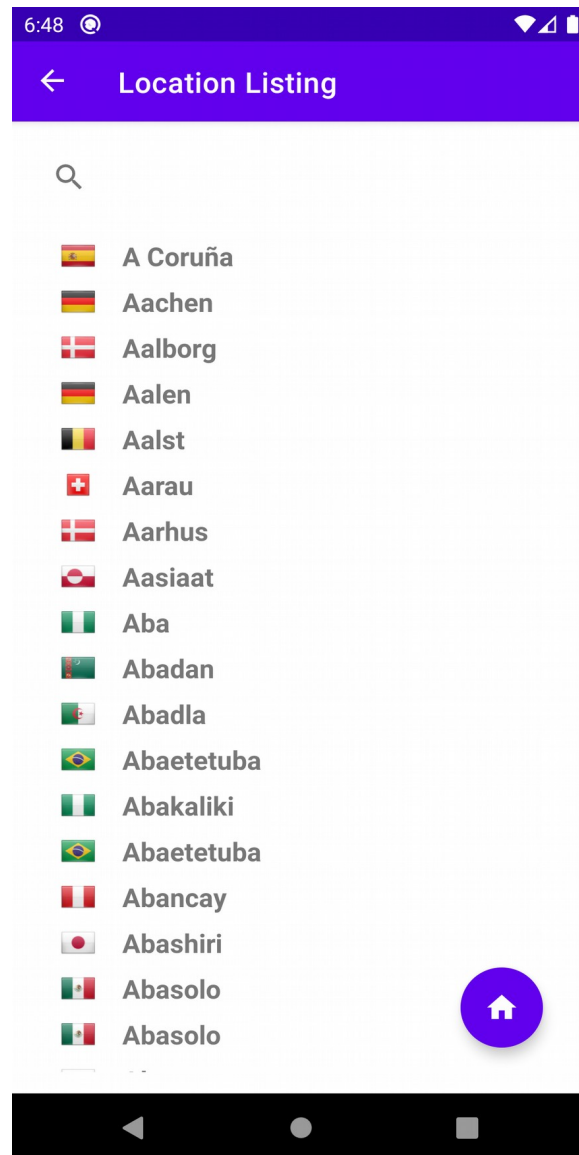 6:48
Location Listing
A Coruña
Aachen
Aalborg
Aalen
Aalst
Aarau
Aarhus
Aasiaat
Aba
Abadan
Abadla
Abaetetuba
Abakaliki
Abaetetuba
Abancay
Abashiri
Abasolo
Abasolo